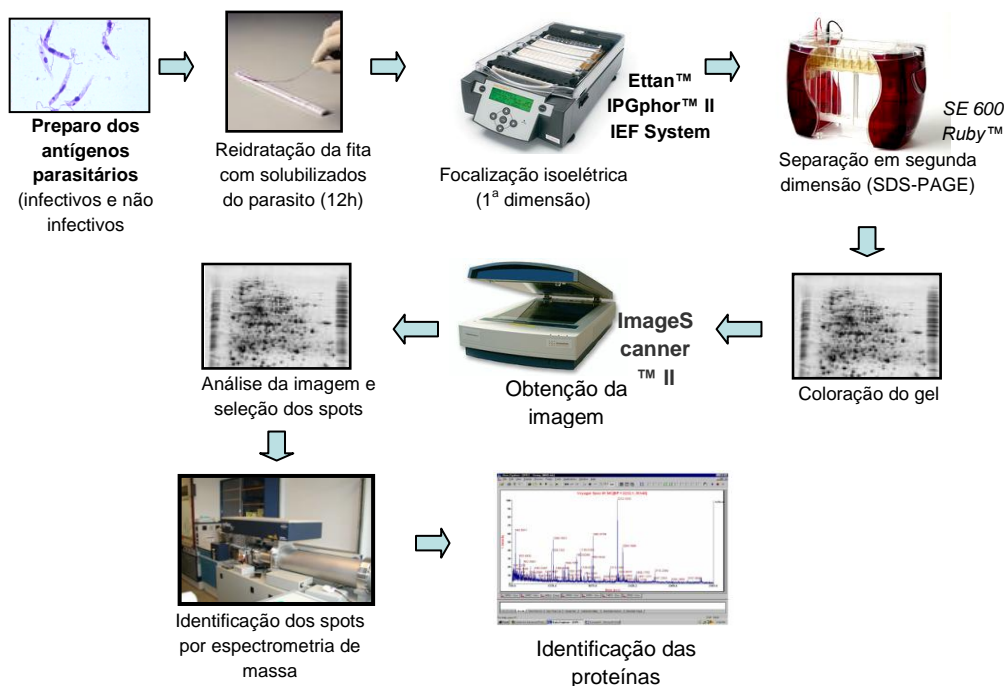 Preparo dos
antígenos
parasitários
(infectivos e não
infectivos
Reidratação da fita
com solubilizados
do parasito (12h)
Ettan™
IPGphor™ II
IEF System
Focalização isoelétrica
(1ª dimensão)
SE 600
Ruby™
Separação em segunda
dimensão (SDS-PAGE)
Coloração do gel
ImageS
canner
™ II
Obtenção da
imagem
Análise da imagem e
seleção dos spots
Identificação dos spots
por espectrometria de
massa
Identificação das
proteínas